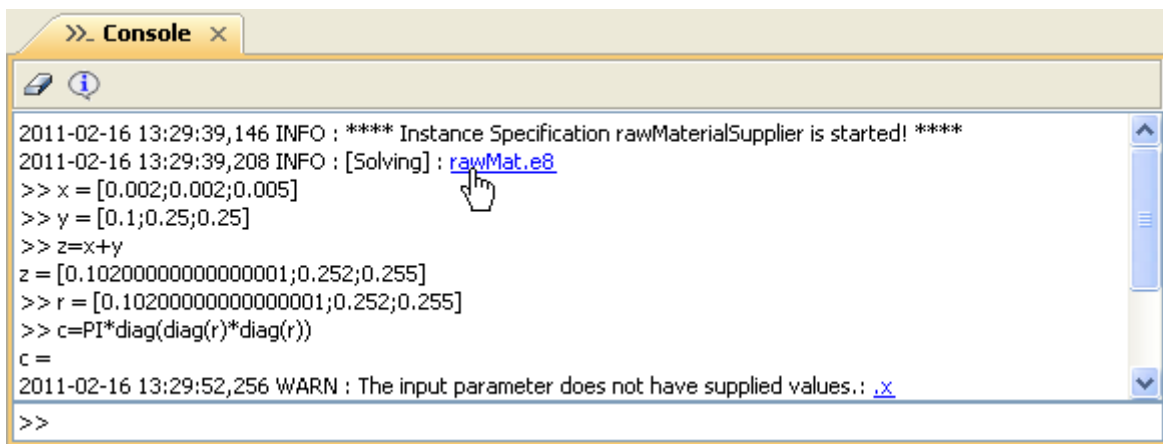 Console
2011-02-16 13:29:39,146 INFO : **** Instance Specification rawMaterialSupplier is started! ****
2011-02-16 13:29:39,208 INFO : [Solving] : rawMat.e8
>> x = [0.002;0.002;0.005]
>> y = [0.1;0.25;0.25]
>> z=x+y
z = [0.10200000000000001;0.252;0.255]
>> r = [0.10200000000000001;0.252;0.255]
>> c=PI*diag(diag(r)*diag(r))
c =
2011-02-16 13:29:52,256 WARN : The input parameter does not have supplied values.: .x
>>